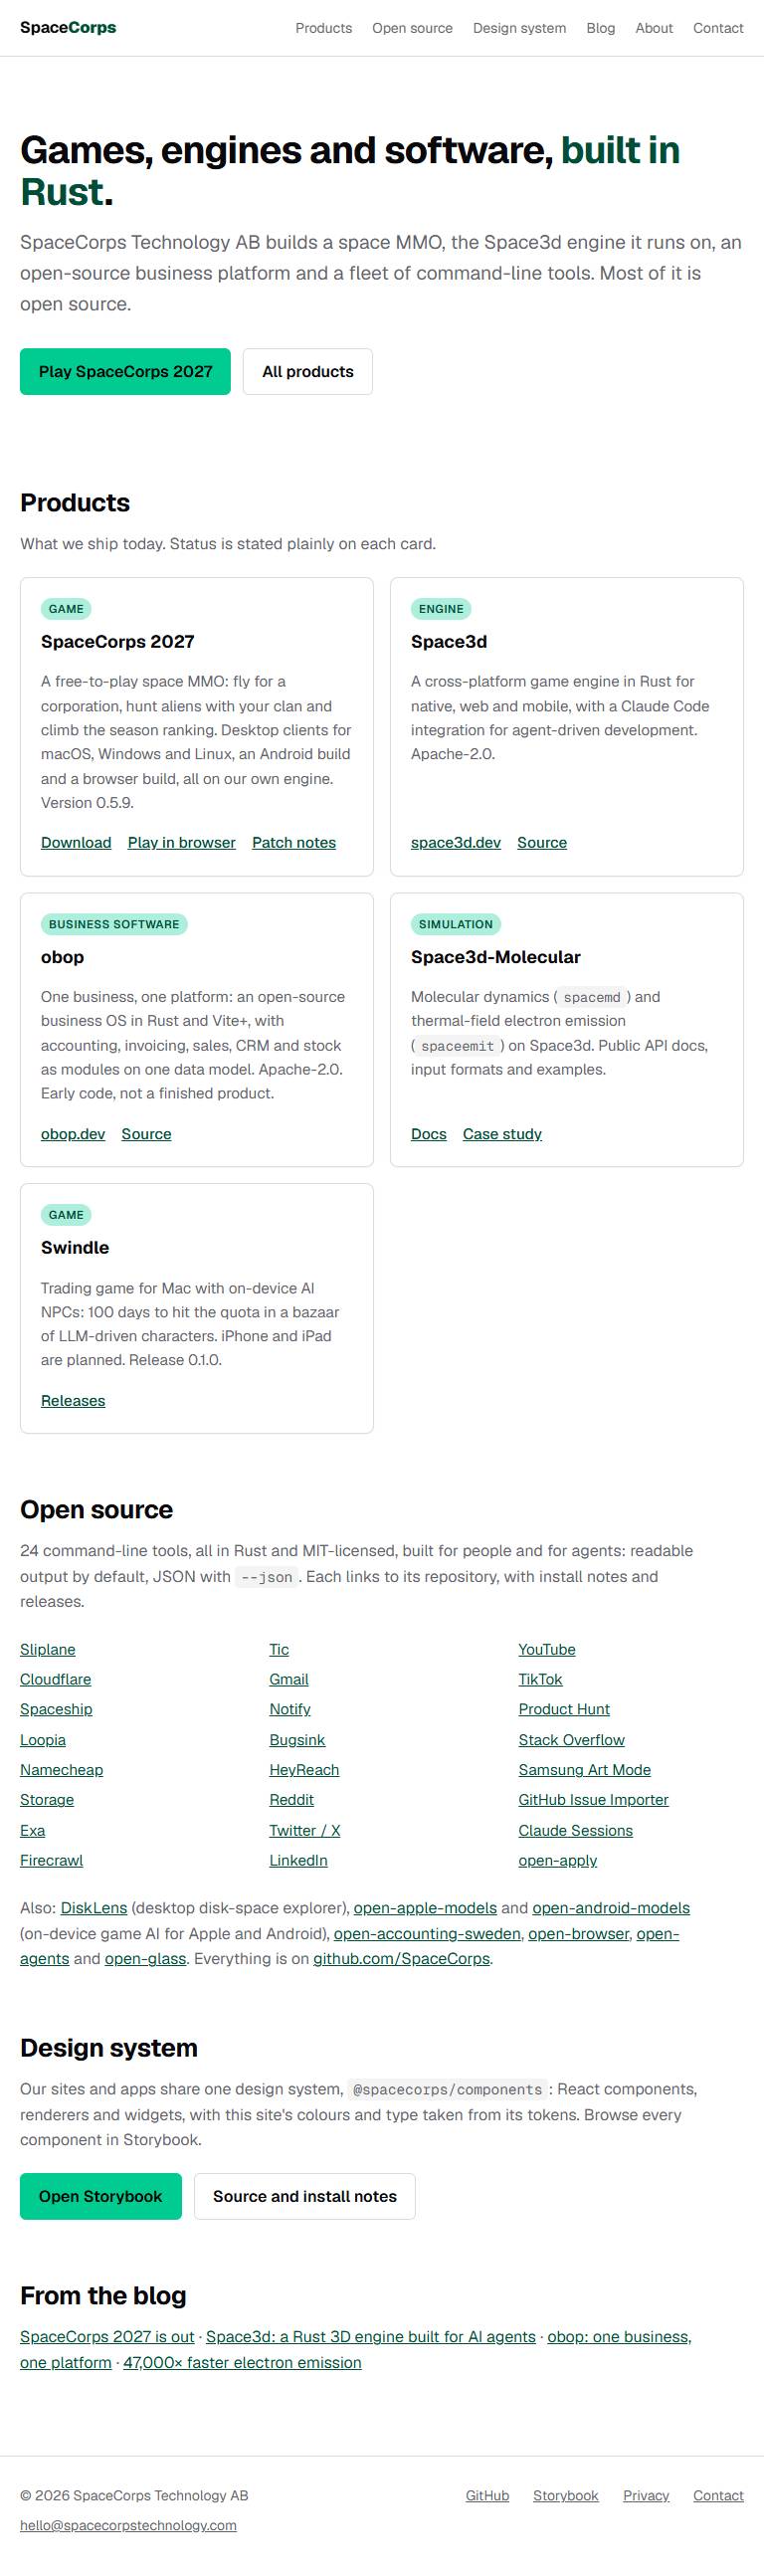 SpaceCorps
Products Open source Design system Blog About Contact
Games, engines and software, built in
Rust.
SpaceCorps Technology AB builds a space MMO, the Space3d engine it runs on, an
open-source business platform and a fleet of command-line tools. Most of it is
open source.
Play SpaceCorps 2027 All products
Products
What we ship today. Status is stated plainly on each card.
GAME
SpaceCorps 2027
A free-to-play space MMO: fly for a
corporation, hunt aliens with your clan and
climb the season ranking. Desktop clients for
macOS, Windows and Linux, an Android build
and a browser build, all on our own engine.
Version 0.5.9.
Download Play in browser Patch notes
ENGINE
Space3d
A cross-platform game engine in Rust for
native, web and mobile, with a Claude Code
integration for agent-driven development.
Apache-2.0.
space3d.dev Source
BUSINESS SOFTWARE
obop
One business, one platform: an open-source
business OS in Rust and Vite+, with
accounting, invoicing, sales, CRM and stock
as modules on one data model. Apache-2.0.
Early code, not a finished product.
obop.dev Source
SIMULATION
Space3d-Molecular
Molecular dynamics ( spacemd ) and
thermal-field electron emission
( spaceemit ) on Space3d. Public API docs,
input formats and examples.
Docs Case study
GAME
Swindle
Trading game for Mac with on-device AI
NPCs: 100 days to hit the quota in a bazaar
of LLM-driven characters. iPhone and iPad
are planned. Release 0.1.0.
Releases
Open source
24 command-line tools, all in Rust and MIT-licensed, built for people and for agents: readable
output by default, JSON with --json . Each links to its repository, with install notes and
releases.
Sliplane Tic YouTube
Cloudflare Gmail TikTok
Spaceship Notify Product Hunt
Loopia Bugsink Stack Overflow
Namecheap HeyReach Samsung Art Mode
Storage Reddit GitHub Issue Importer
Exa Twitter / X Claude Sessions
Firecrawl LinkedIn open-apply
Also: DiskLens (desktop disk-space explorer), open-apple-models and open-android-models
(on-device game AI for Apple and Android), open-accounting-sweden, open-browser, open-
agents and open-glass. Everything is on github.com/SpaceCorps.
Design system
Our sites and apps share one design system, @spacecorps/components : React components,
renderers and widgets, with this site's colours and type taken from its tokens. Browse every
component in Storybook.
Open Storybook Source and install notes
From the blog
SpaceCorps 2027 is out · Space3d: a Rust 3D engine built for AI agents · obop: one business,
one platform · 47,000× faster electron emission
© 2026 SpaceCorps Technology AB GitHub Storybook Privacy Contact
hello@spacecorpstechnology.com